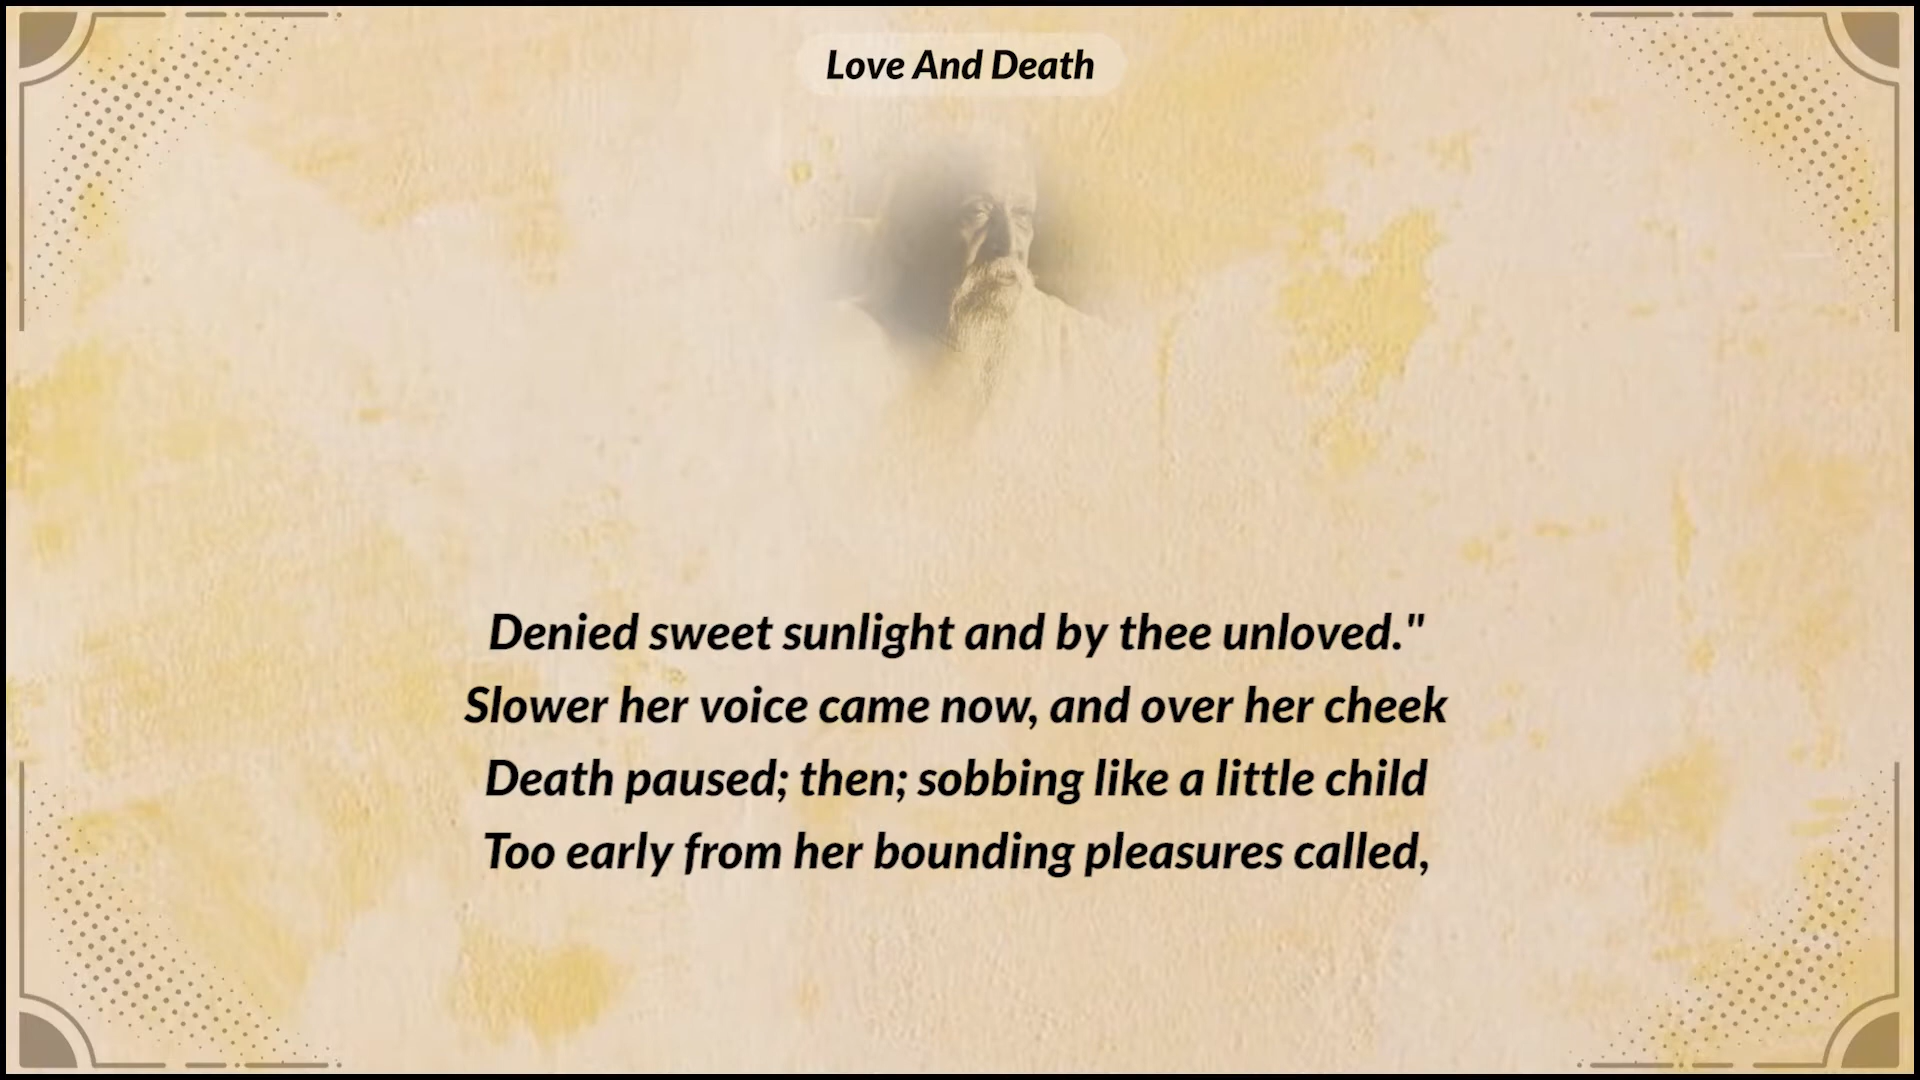 Love And Death
Denied sweet sunlight and by thee unloved."
Slower her voice came now, and over her cheek
Death paused; then; sobbing like a little child
Too early from her bounding pleasures called,